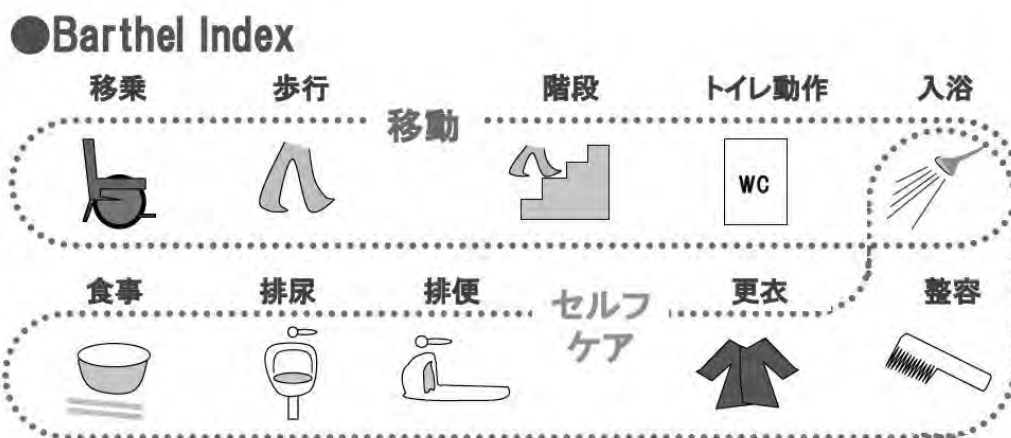 ●Barthel Index
移乗 歩行 階段 トイレ動作 入浴
移動
WC
食事 排尿 排便 更衣 整容
セルフ
ケア